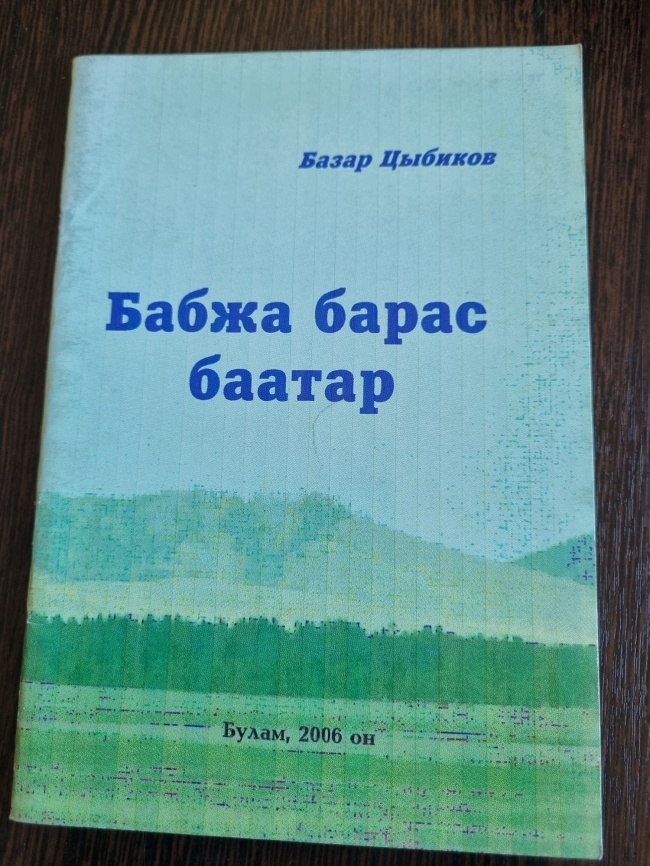 Базар Цыбиков
Бабжа барас
баатар
Булам, 2006 он